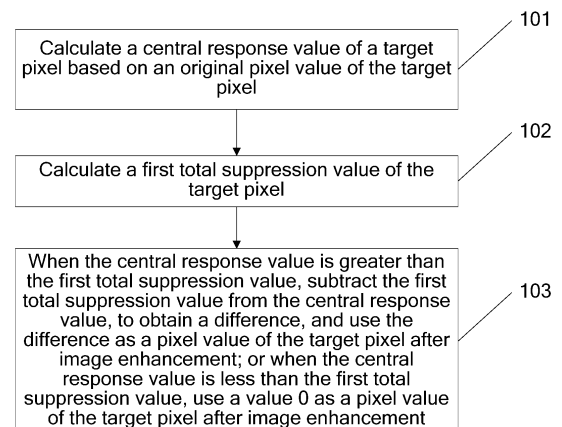 101
Calculate a central response value of a target
pixel based on an original pixel value of the target
pixel
102
Calculate a first total suppression value of the
target pixel
103
When the central response value is greater than
the first total suppression value, subtract the first
total suppression value from the central response
value, to obtain a difference, and use the
difference as a pixel value of the target pixel after
image enhancement; or when the central
response value is less than the first total
suppression value, use a value 0 as a pixel value
of the target pixel after image enhancement